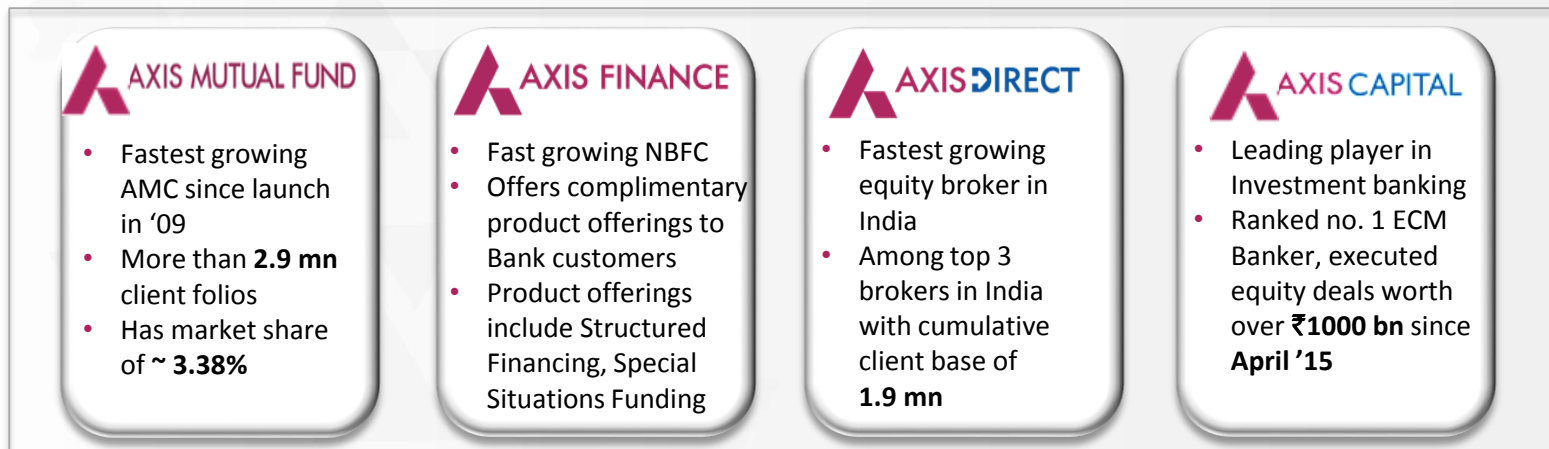 AXIS MUTUAL FUND
• Fastest growing
AMC since launch
in ‘09
• More than 2.9 mn
client folios
• Has market share
of ~ 3.38%
AXIS FINANCE
• Fast growing NBFC
• Offers complimentary
product offerings to
Bank customers
• Product offerings
include Structured
Financing, Special
Situations Funding
AXIS DIRECT
• Fastest growing
equity broker in
India
• Among top 3
brokers in India
with cumulative
client base of
1.9 mn
AXIS CAPITAL
• Leading player in
Investment banking
• Ranked no. 1 ECM
Banker, executed
equity deals worth
over ₹1000 bn since
April ’15